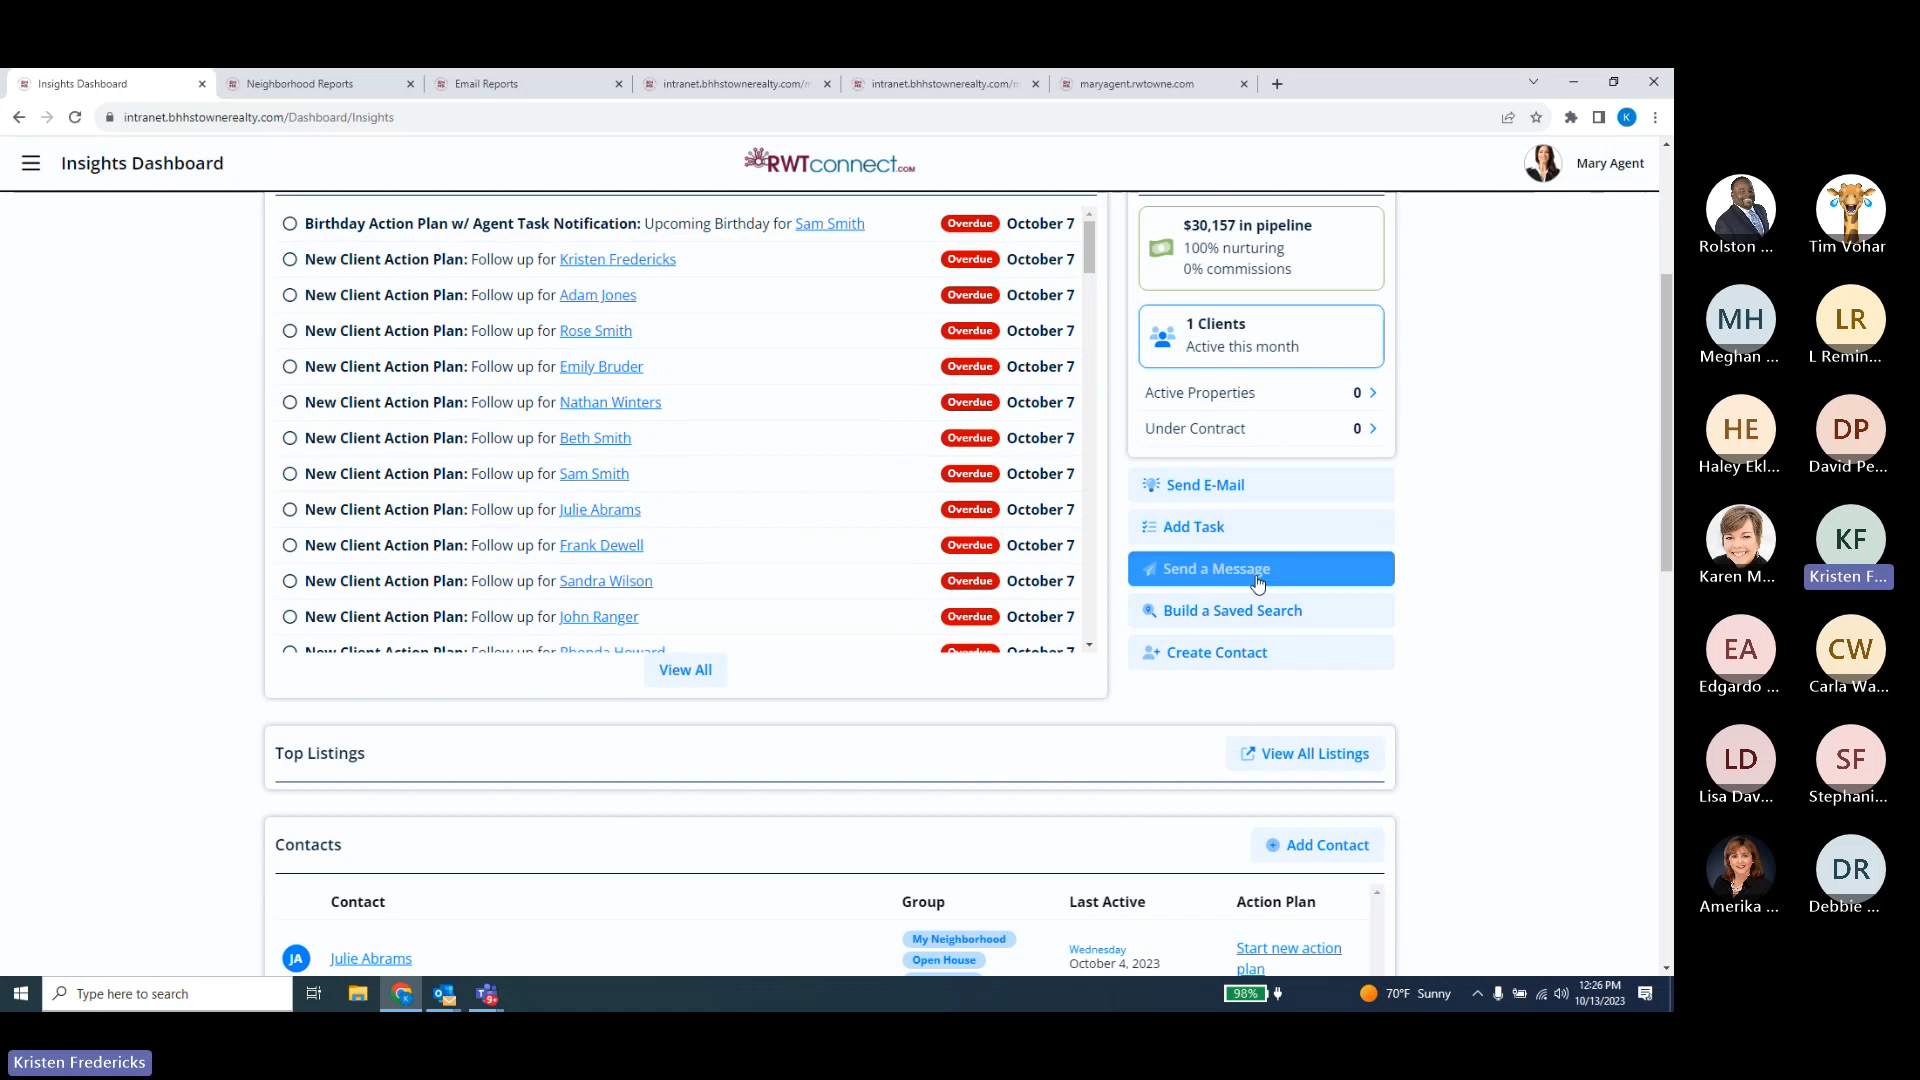 Insights Dashboard
Neighborhood Reports
Email Reports
intranet.bhhstownerealty.com/m
intranet.bhhstownerealty.com/m
maryagent.rwtowne.com
intranet.bhhstownerealty.com/Dashboard/Insights
K
Insights Dashboard
RWTconnect.com
Mary Agent
Birthday Action Plan w/ Agent Task Notification: Upcoming Birthday for Sam Smith Overdue October 7
New Client Action Plan: Follow up for Kristen Fredericks Overdue October 7
New Client Action Plan: Follow up for Adam Jones Overdue October 7
New Client Action Plan: Follow up for Rose Smith Overdue October 7
New Client Action Plan: Follow up for Emily Bruder Overdue October 7
New Client Action Plan: Follow up for Nathan Winters Overdue October 7
New Client Action Plan: Follow up for Beth Smith Overdue October 7
New Client Action Plan: Follow up for Sam Smith Overdue October 7
New Client Action Plan: Follow up for Julie Abrams Overdue October 7
New Client Action Plan: Follow up for Frank Dewell Overdue October 7
New Client Action Plan: Follow up for Sandra Wilson Overdue October 7
New Client Action Plan: Follow up for John Ranger Overdue October 7
New Client Action Plan: Follow up for Rhonda Howard Overdue October 7
View All
$30,157 in pipeline
100% nurturing
0% commissions
1 Clients
Active this month
Active Properties 0
Under Contract 0
Send E-Mail
Add Task
Send a Message
Build a Saved Search
Create Contact
Top Listings
View All Listings
Contacts
Add Contact
Contact Group Last Active Action Plan
JA Julie Abrams
My Neighborhood
Open House
Wednesday
October 4, 2023
Start new action
plan
Type here to search
9+
98%
70°F Sunny
12:26 PM
10/13/2023
Rolston ...
Tim Vohar
MH
Meghan ...
LR
L Remin...
HE
Haley Ekl...
DP
David Pe...
Karen M...
KF
Kristen F...
EA
Edgardo ...
CW
Carla Wa...
LD
Lisa Dav...
SF
Stephani...
Amerika ...
DR
Debbie ...
Kristen Fredericks